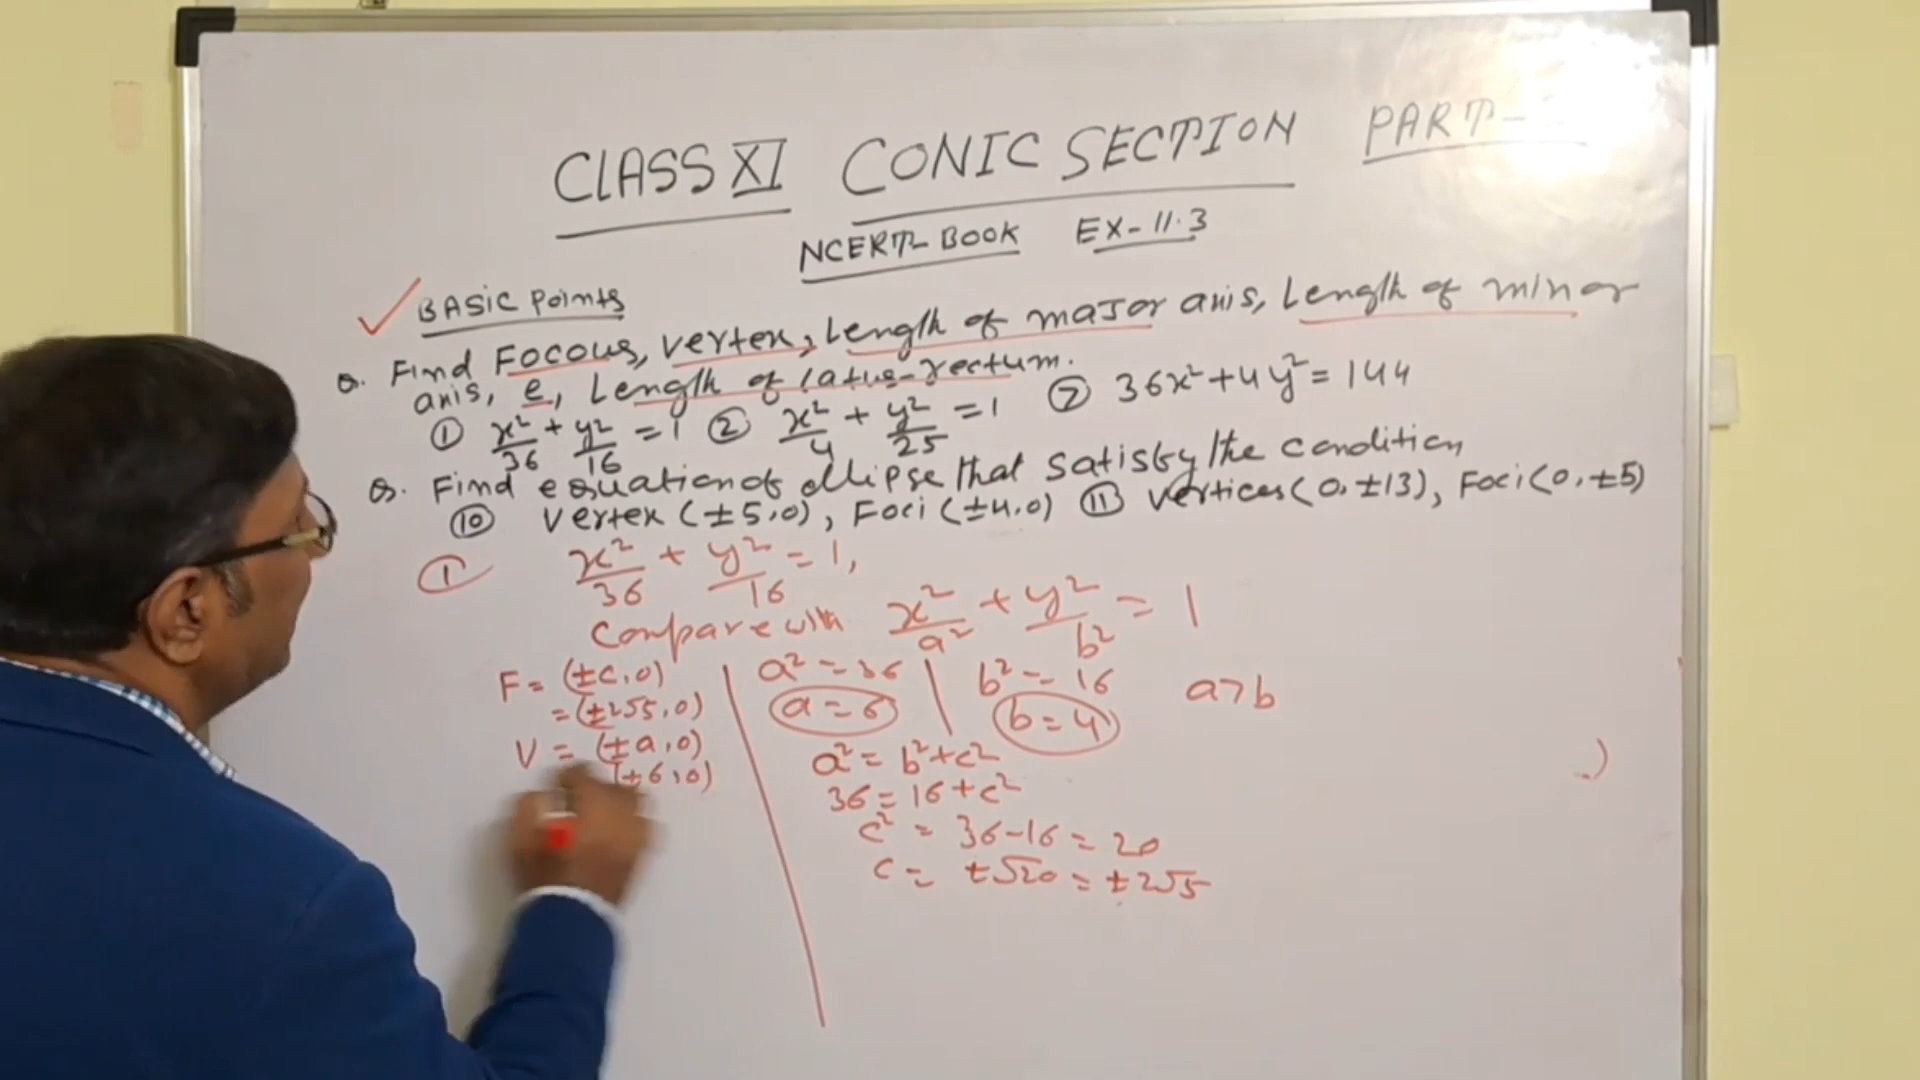 CLASS XI CONIC SECTION PART-
NCERT BOOK EX-11.3
✓ BASIC Points
Q. Find Focous, vertex, Length of major axis, Length of minor
axis, e, Length of latus-rectum.
① x²/36 + y²/16 = 1 ② x²/4 + y²/25 = 1 ⑦ 36x² + 4y² = 144
Q. Find equation of ellipse that satisfy the condition
⑩ Vertex (±5,0), Foci (±4,0) ⑪ Vertices (0,±13), Foci (0,±5)
① x²/36 + y²/16 = 1,
Compare with x²/a² + y²/b² = 1
F = (±c,0)
= (±2√5,0)
V = (±a,0)
(±6,0)
a² = 36 b² = 16 a>b
a = 6 b = 4
a² = b²+c²
36 = 16+c²
c² = 36-16 = 20
c = ±√20 = ±2√5